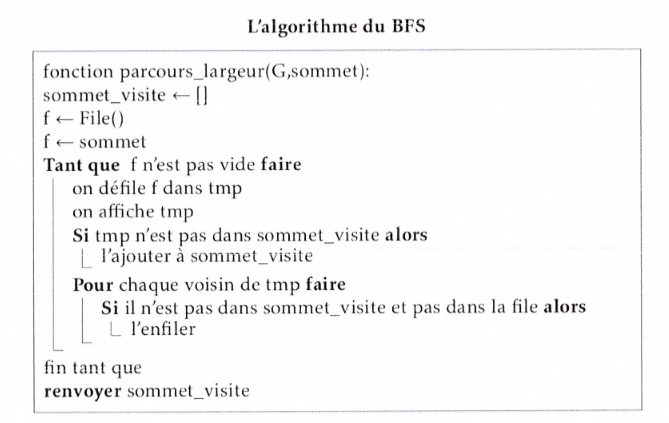 L'algorithme du BFS
fonction parcours_largeur(G,sommet):
sommet_visite ← []
f ← File()
f ← sommet
Tant que f n'est pas vide faire
on défile f dans tmp
on affiche tmp
Si tmp n'est pas dans sommet_visite alors
l'ajouter à sommet_visite
Pour chaque voisin de tmp faire
Si il n'est pas dans sommet_visite et pas dans la file alors
l'enfiler
fin tant que
renvoyer sommet_visite